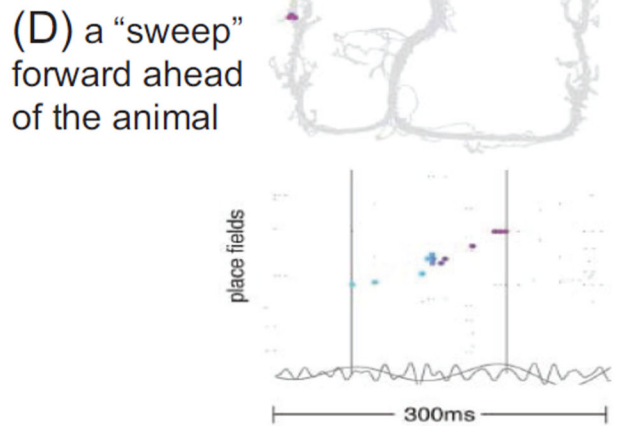 (D) a “sweep”
forward ahead
of the animal
place fields
300ms